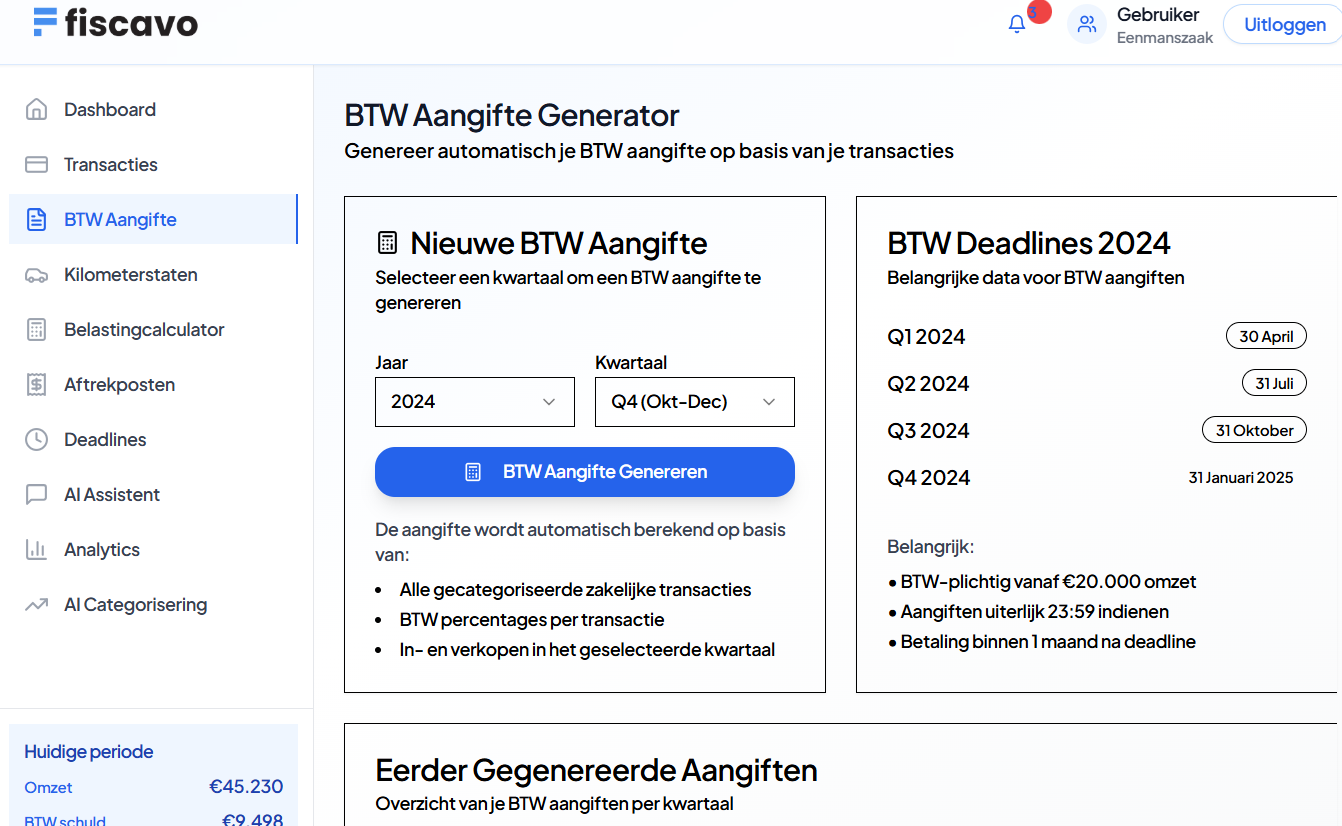 fiscavo
3
Gebruiker
Eenmanszaak
Uitloggen
Dashboard
Transacties
BTW Aangifte
Kilometerstaten
Belastingcalculator
Aftrekposten
Deadlines
AI Assistent
Analytics
AI Categorisering
Huidige periode
Omzet €45.230
BTW schuld €9.498
BTW Aangifte Generator
Genereer automatisch je BTW aangifte op basis van je transacties
Nieuwe BTW Aangifte
Selecteer een kwartaal om een BTW aangifte te
genereren
Jaar Kwartaal
2024 Q4 (Okt-Dec)
BTW Aangifte Genereren
De aangifte wordt automatisch berekend op basis
van:
• Alle gecategoriseerde zakelijke transacties
• BTW percentages per transactie
• In- en verkopen in het geselecteerde kwartaal
BTW Deadlines 2024
Belangrijke data voor BTW aangiften
Q1 2024 30 April
Q2 2024 31 Juli
Q3 2024 31 Oktober
Q4 2024 31 Januari 2025
Belangrijk:
• BTW-plichtig vanaf €20.000 omzet
• Aangiften uiterlijk 23:59 indienen
• Betaling binnen 1 maand na deadline
Eerder Gegenereerde Aangiften
Overzicht van je BTW aangiften per kwartaal